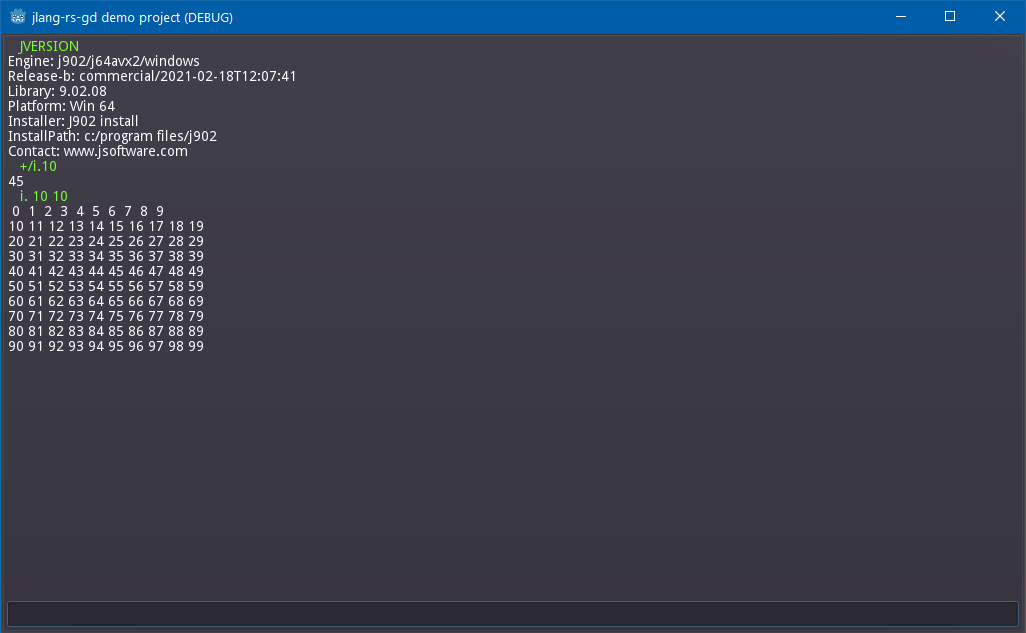 jlang-rs-gd demo project (DEBUG)
JVERSION
Engine: j902/j64avx2/windows
Release-b: commercial/2021-02-18T12:07:41
Library: 9.02.08
Platform: Win 64
Installer: J902 install
InstallPath: c:/program files/j902
Contact: www.jsoftware.com
+/i.10
45
i. 10 10
0 1 2 3 4 5 6 7 8 9
10 11 12 13 14 15 16 17 18 19
20 21 22 23 24 25 26 27 28 29
30 31 32 33 34 35 36 37 38 39
40 41 42 43 44 45 46 47 48 49
50 51 52 53 54 55 56 57 58 59
60 61 62 63 64 65 66 67 68 69
70 71 72 73 74 75 76 77 78 79
80 81 82 83 84 85 86 87 88 89
90 91 92 93 94 95 96 97 98 99